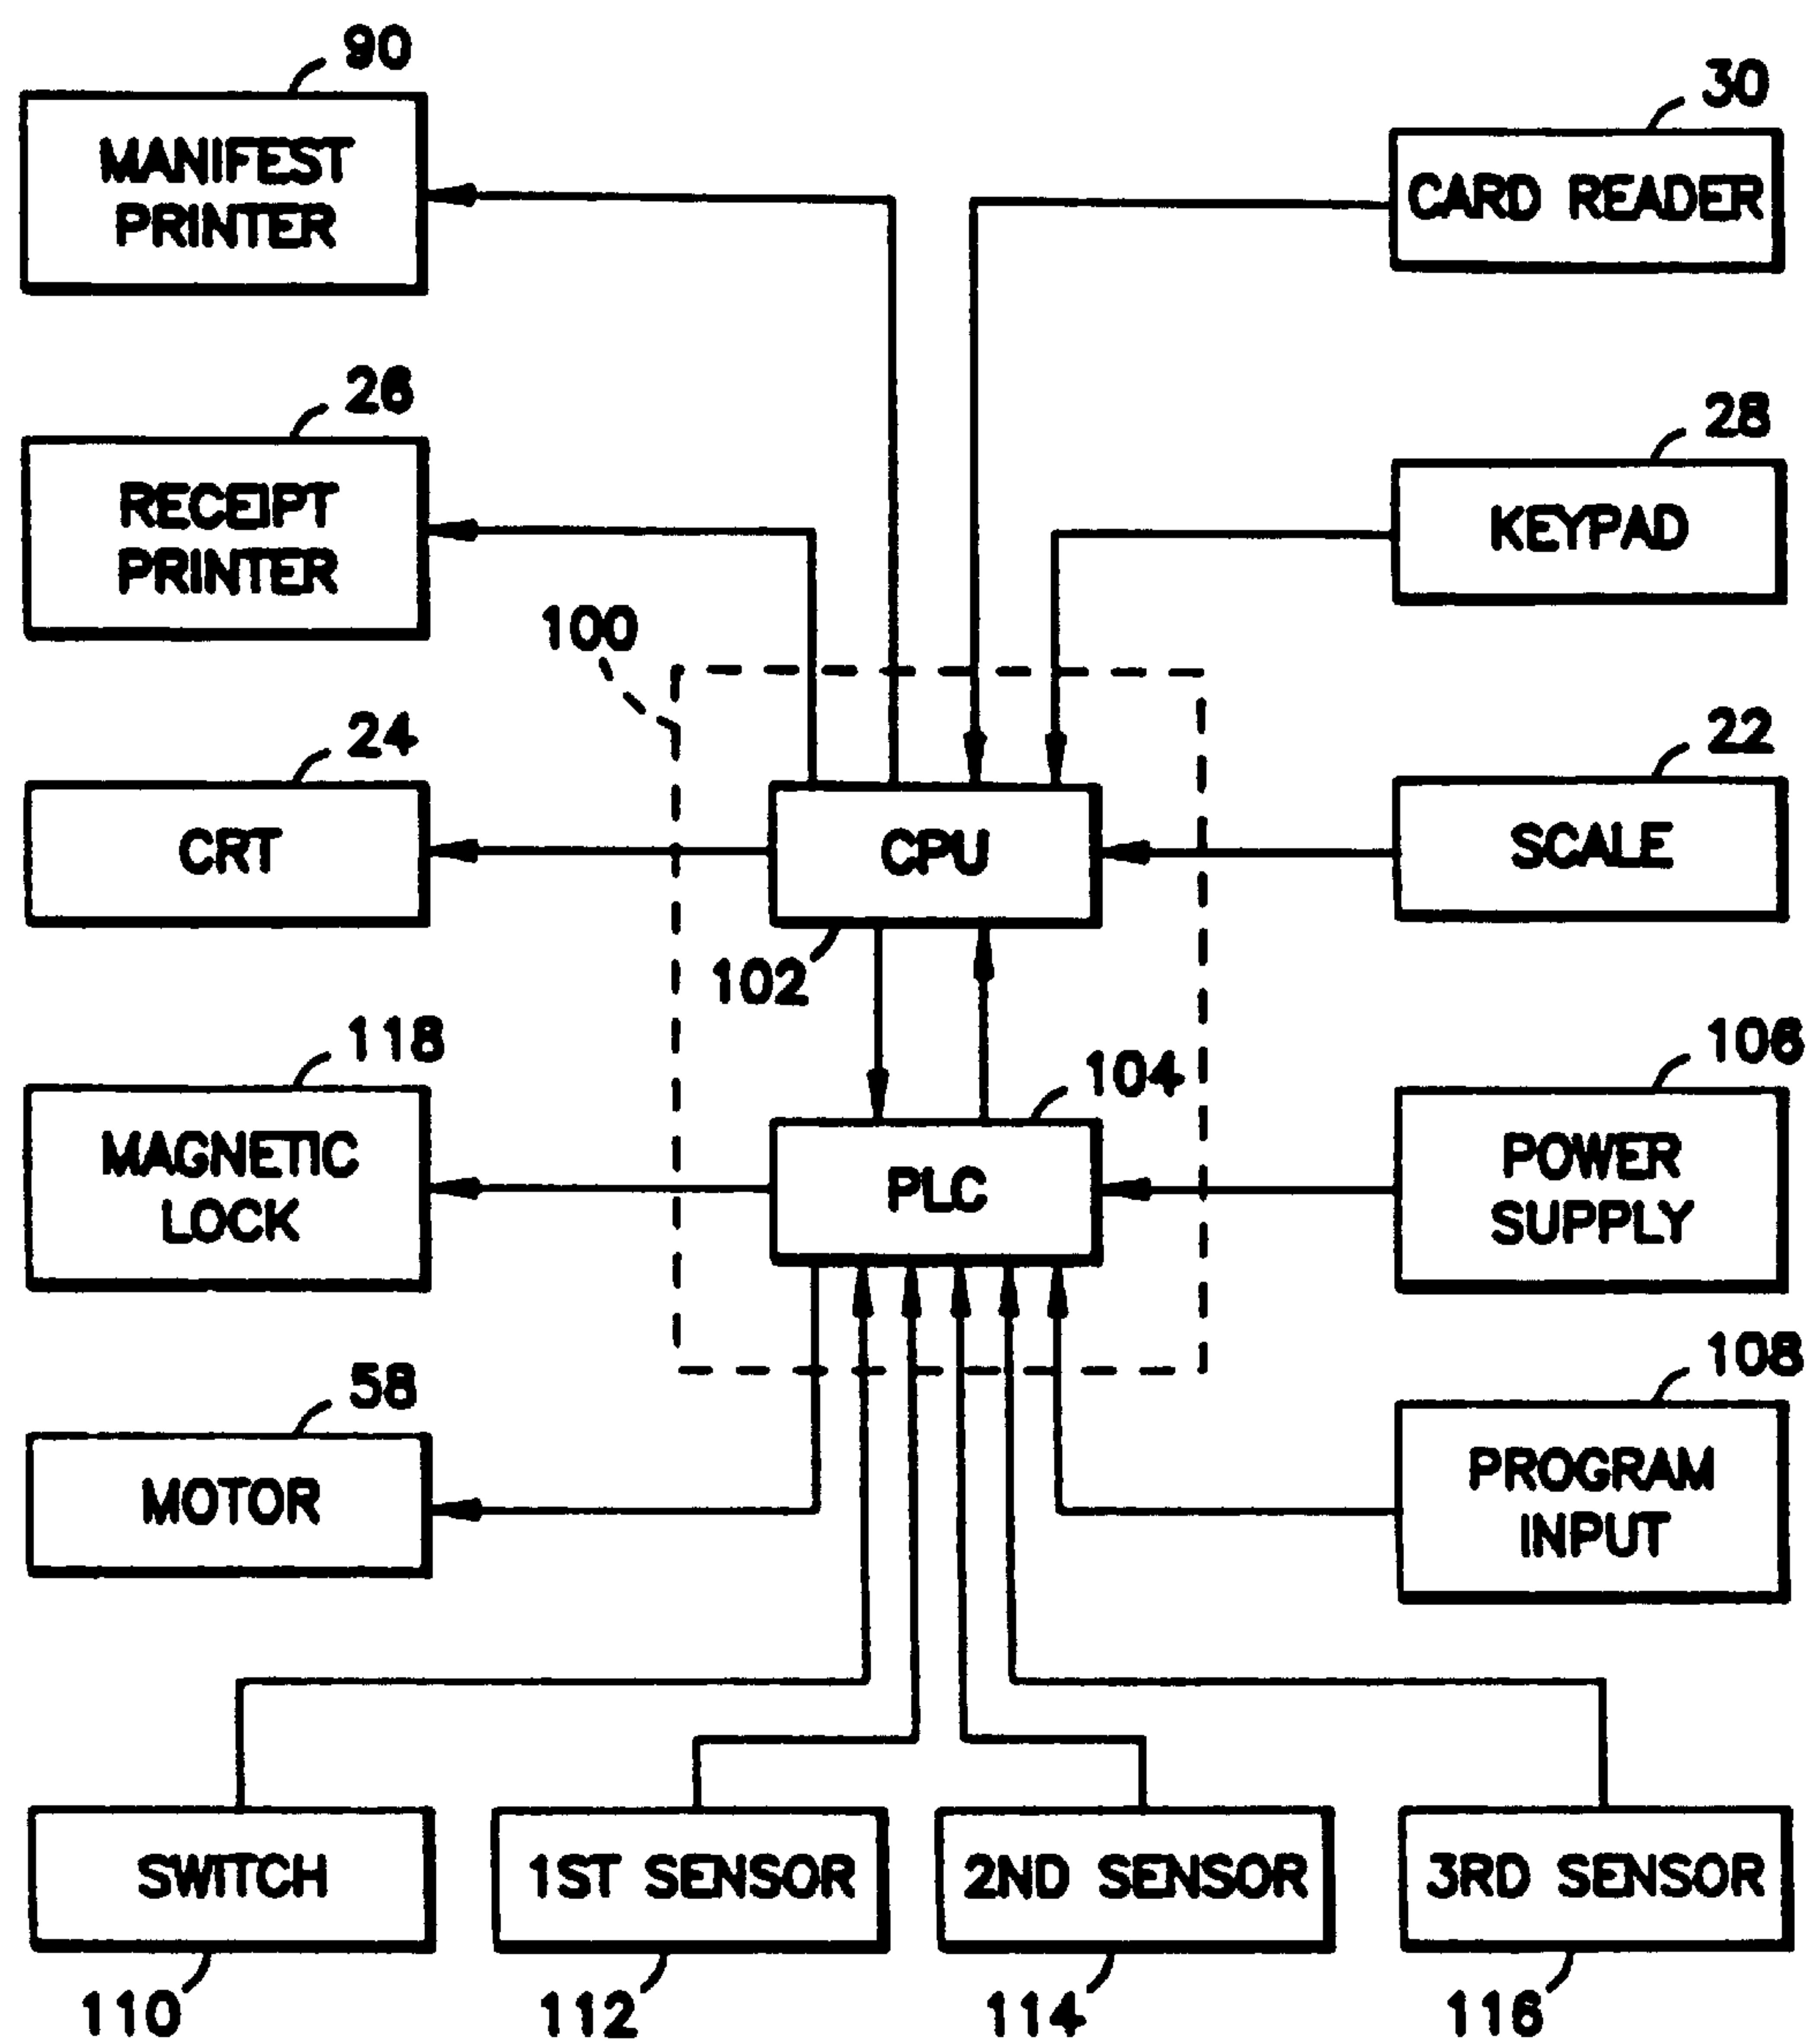 90
MANIFEST
PRINTER
30
CARD READER
26
RECEIPT
PRINTER
28
KEYPAD
100
24
CRT
CPU
102
22
SCALE
118
MAGNETIC
LOCK
104
PLC
106
POWER
SUPPLY
58
MOTOR
108
PROGRAM
INPUT
SWITCH
110
1ST SENSOR
112
2ND SENSOR
114
3RD SENSOR
116